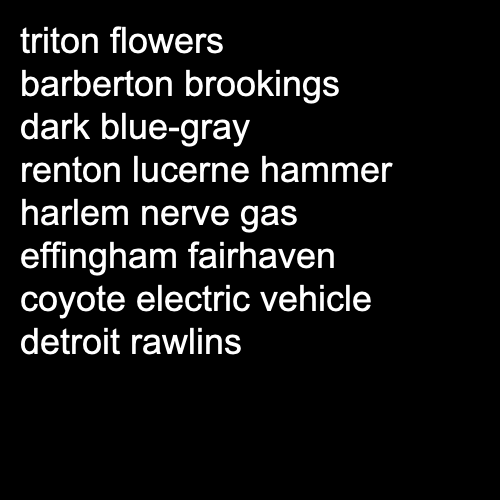 triton flowers
barberton brookings
dark blue-gray
renton lucerne hammer
harlem nerve gas
effingham fairhaven
coyote electric vehicle
detroit rawlins